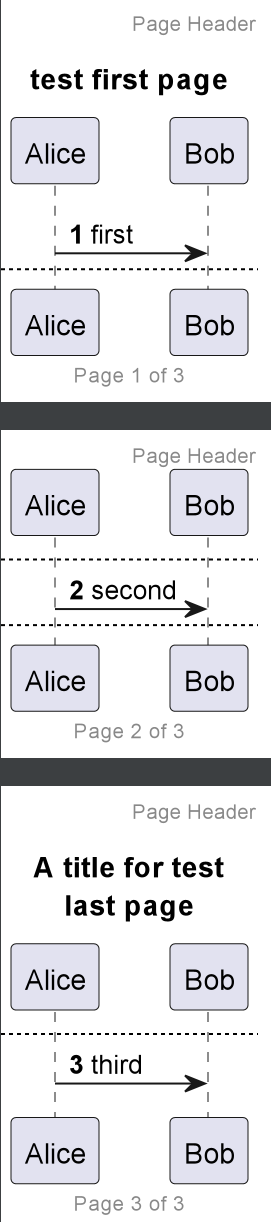 Page Header
test first page
Alice Bob
1 first
Alice Bob
Page 1 of 3
Page Header
Alice Bob
2 second
Alice Bob
Page 2 of 3
Page Header
A title for test
last page
Alice Bob
3 third
Alice Bob
Page 3 of 3